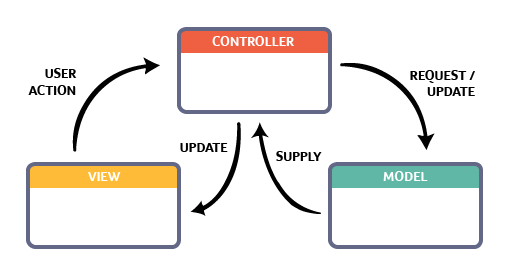 CONTROLLER
USER
ACTION
REQUEST /
UPDATE
UPDATE
SUPPLY
VIEW
MODEL